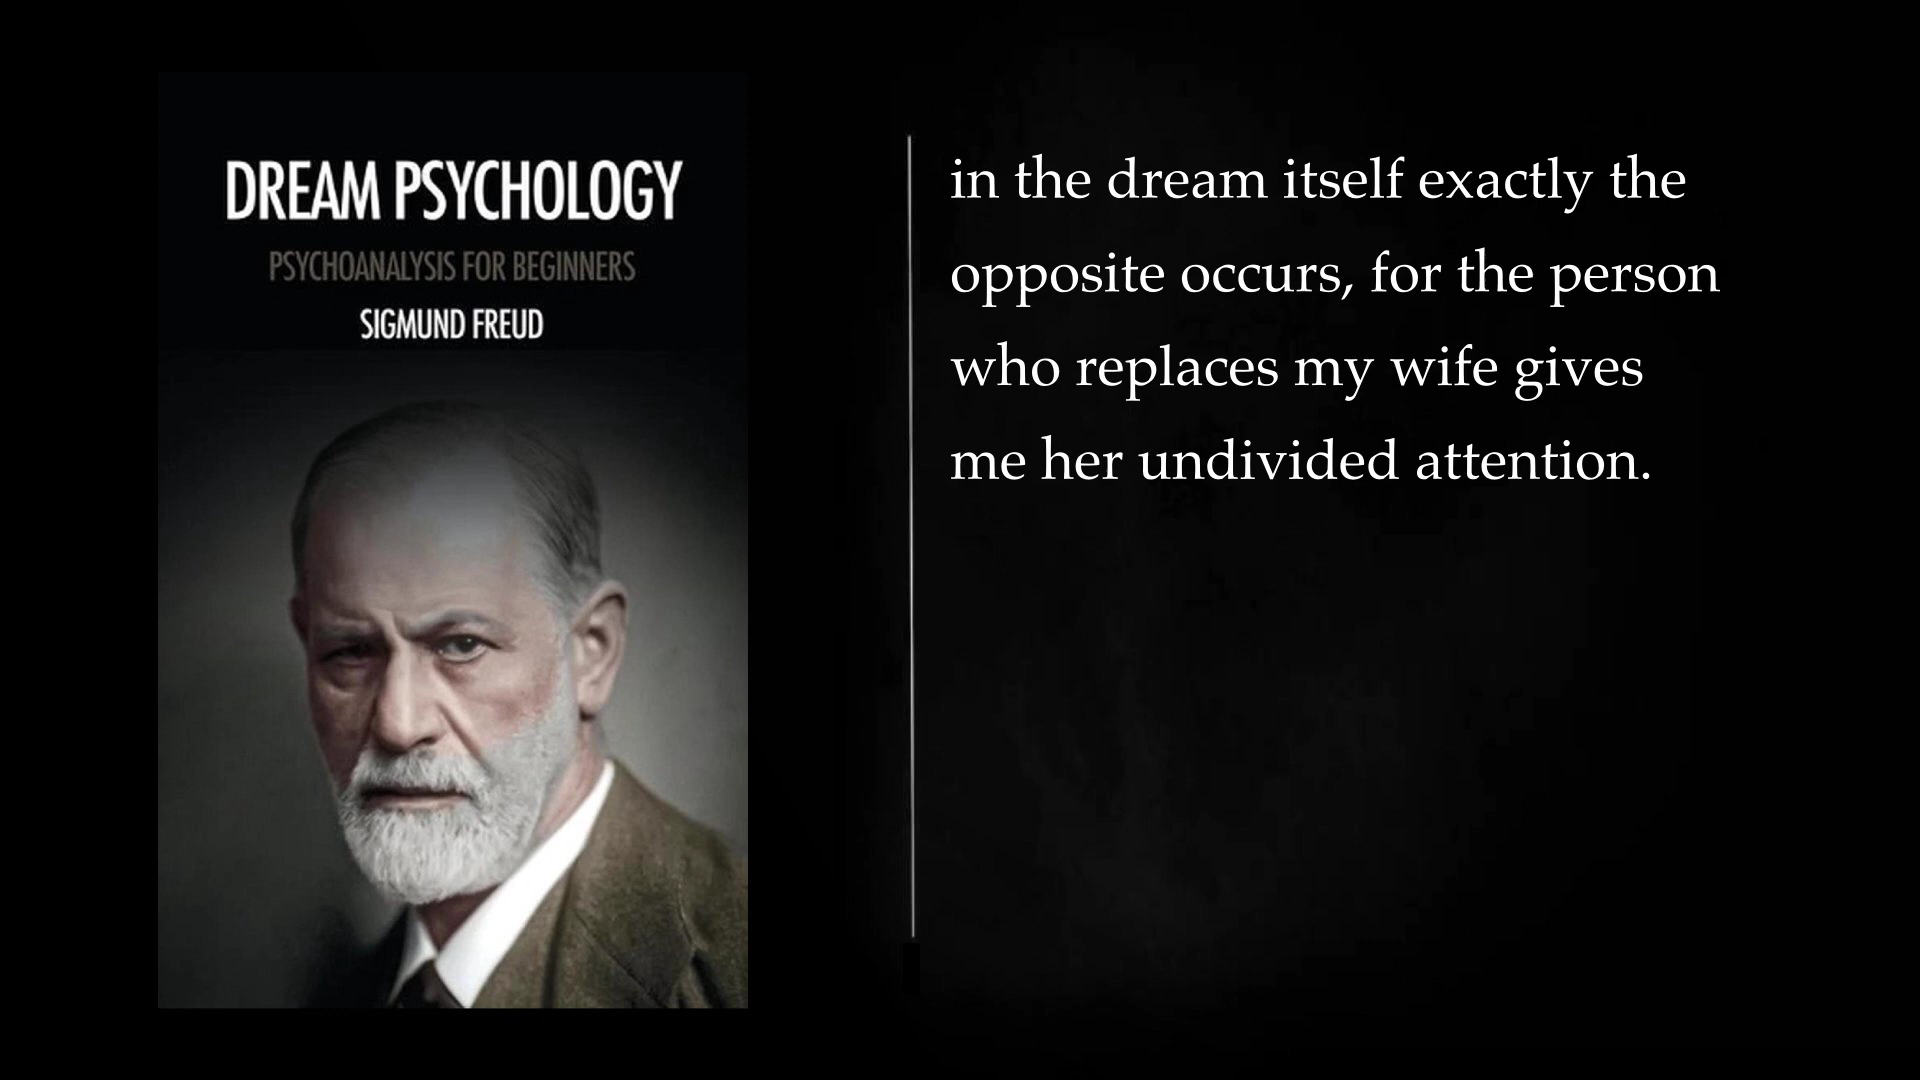 DREAM PSYCHOLOGY
PSYCHOANALYSIS FOR BEGINNERS
SIGMUND FREUD
in the dream itself exactly the
opposite occurs, for the person
who replaces my wife gives
me her undivided attention.